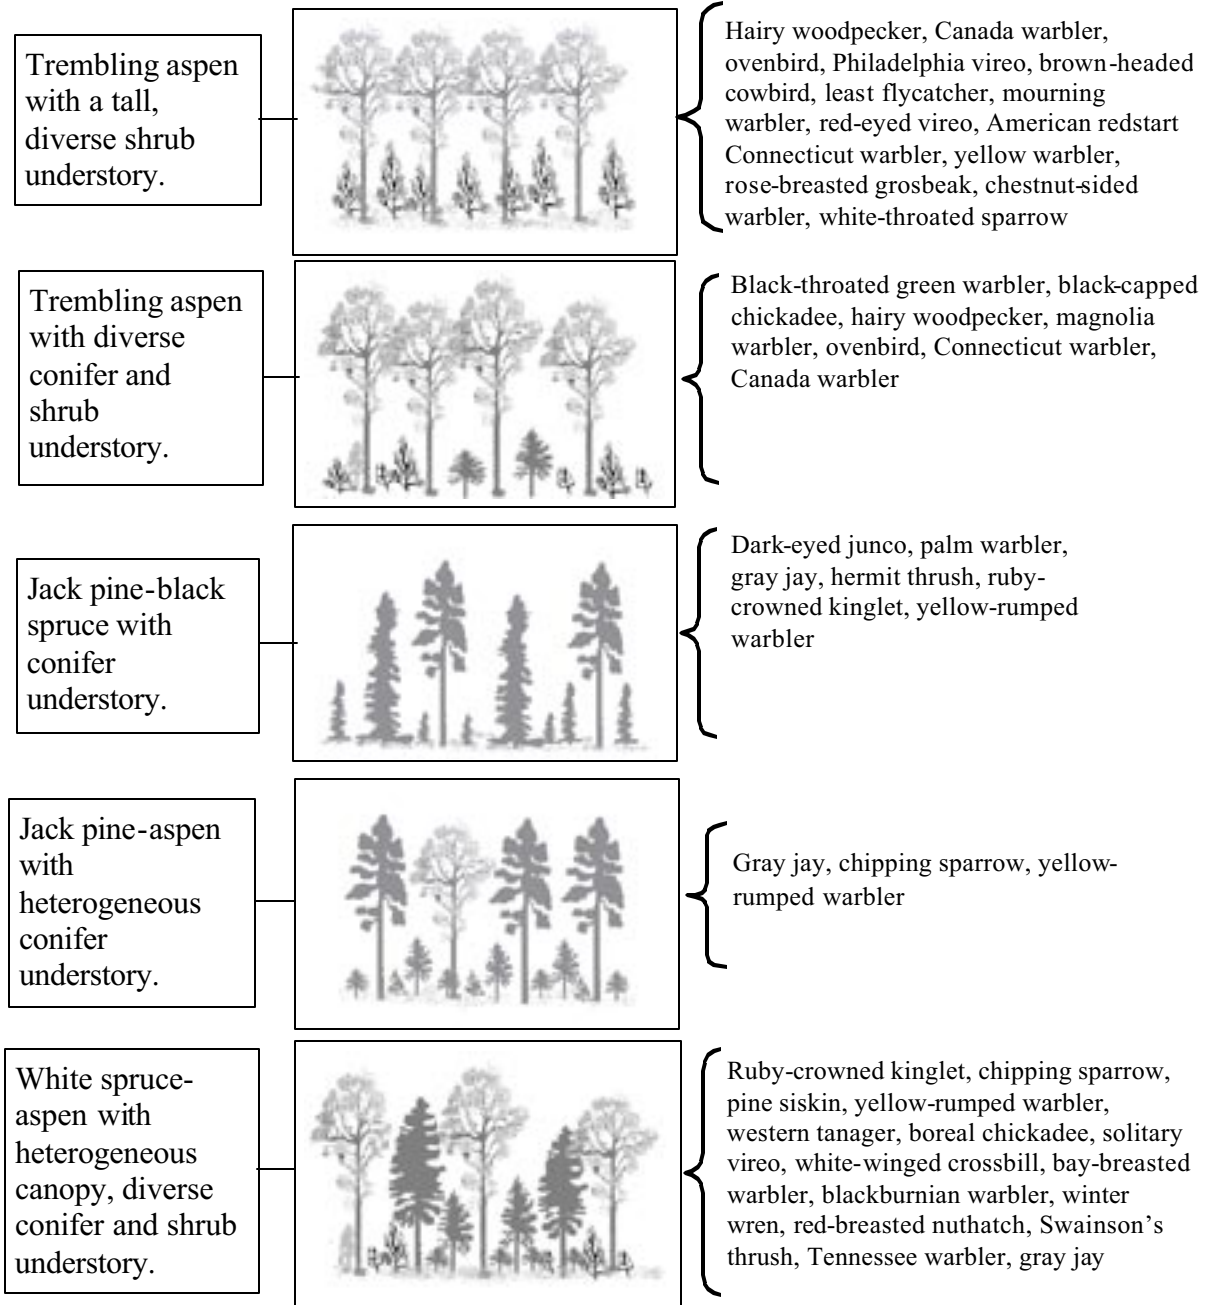 Trembling aspen
with a tall,
diverse shrub
understory.
Hairy woodpecker, Canada warbler,
ovenbird, Philadelphia vireo, brown-headed
cowbird, least flycatcher, mourning
warbler, red-eyed vireo, American redstart
Connecticut warbler, yellow warbler,
rose-breasted grosbeak, chestnut-sided
warbler, white-throated sparrow
Trembling aspen
with diverse
conifer and
shrub
understory.
Black-throated green warbler, black-capped
chickadee, hairy woodpecker, magnolia
warbler, ovenbird, Connecticut warbler,
Canada warbler
Jack pine-black
spruce with
conifer
understory.
Dark-eyed junco, palm warbler,
gray jay, hermit thrush, ruby-
crowned kinglet, yellow-rumped
warbler
Jack pine-aspen
with
heterogeneous
conifer
understory.
Gray jay, chipping sparrow, yellow-
rumped warbler
White spruce-
aspen with
heterogeneous
canopy, diverse
conifer and shrub
understory.
Ruby-crowned kinglet, chipping sparrow,
pine siskin, yellow-rumped warbler,
western tanager, boreal chickadee, solitary
vireo, white-winged crossbill, bay-breasted
warbler, blackburnian warbler, winter
wren, red-breasted nuthatch, Swainson’s
thrush, Tennessee warbler, gray jay